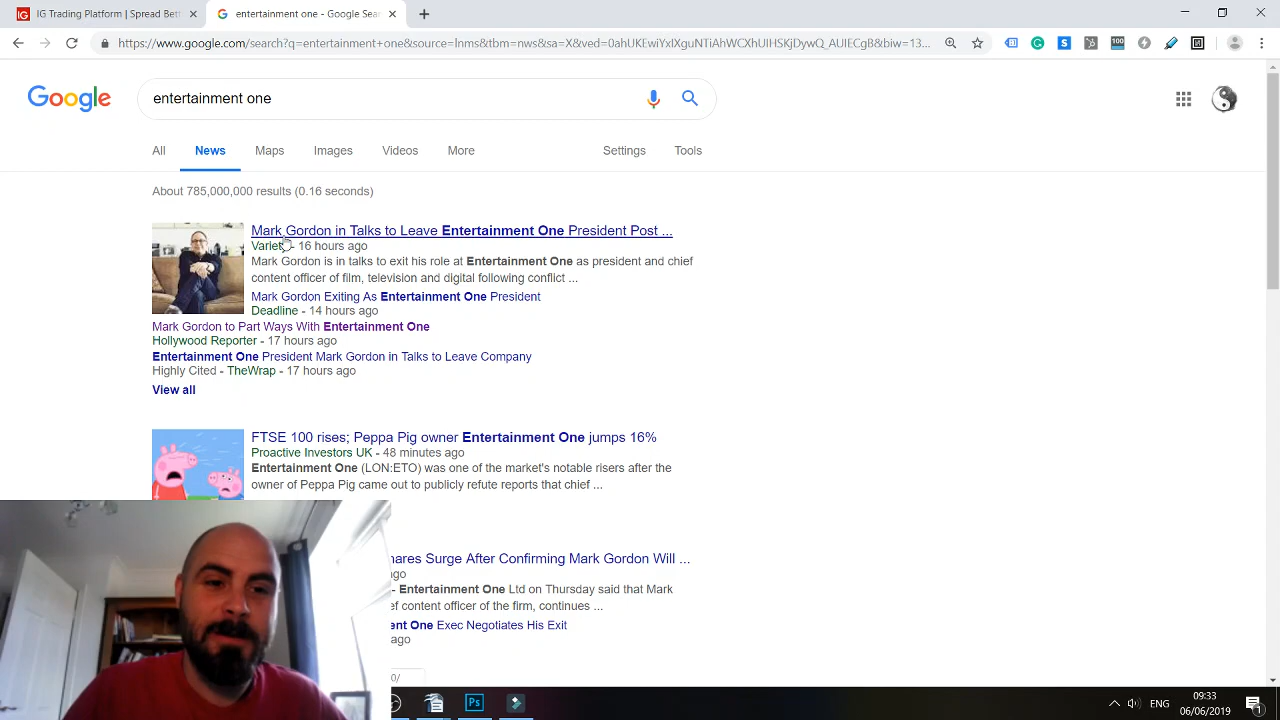 IG Trading Platform | Spread Bett
entertainment one - Google Sear
https://www.google.com/search?q=entertainment+one&source=lnms&tbm=nws&sa=X&ved=0ahUKEwiYxIXguNTiAhWCXhUIHSKjDywQ_AUIECgB&biw=13...
Google
entertainment one
All
News
Maps
Images
Videos
More
Settings
Tools
About 785,000,000 results (0.16 seconds)
Mark Gordon in Talks to Leave Entertainment One President Post ...
Variety - 16 hours ago
Mark Gordon is in talks to exit his role at Entertainment One as president and chief
content officer of film, television and digital following conflict ...
Mark Gordon Exiting As Entertainment One President
Deadline - 14 hours ago
Mark Gordon to Part Ways With Entertainment One
Hollywood Reporter - 17 hours ago
Entertainment One President Mark Gordon in Talks to Leave Company
Highly Cited - TheWrap - 17 hours ago
View all
FTSE 100 rises; Peppa Pig owner Entertainment One jumps 16%
Proactive Investors UK - 48 minutes ago
Entertainment One (LON:ETO) was one of the market's notable risers after the
owner of Peppa Pig came out to publicly refute reports that chief ...
hares Surge After Confirming Mark Gordon Will ...
ago
- Entertainment One Ltd on Thursday said that Mark
ef content officer of the firm, continues ...
ent One Exec Negotiates His Exit
ago
Ps
ENG
09:33
06/06/2019